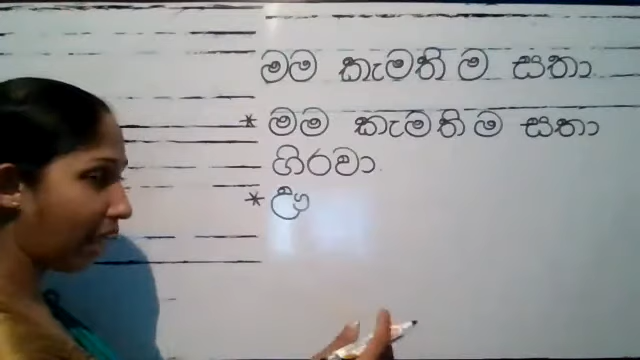 මම කැමති ම සතා
* මම කැමති ම සතා
ගිරවා.
* ඌ